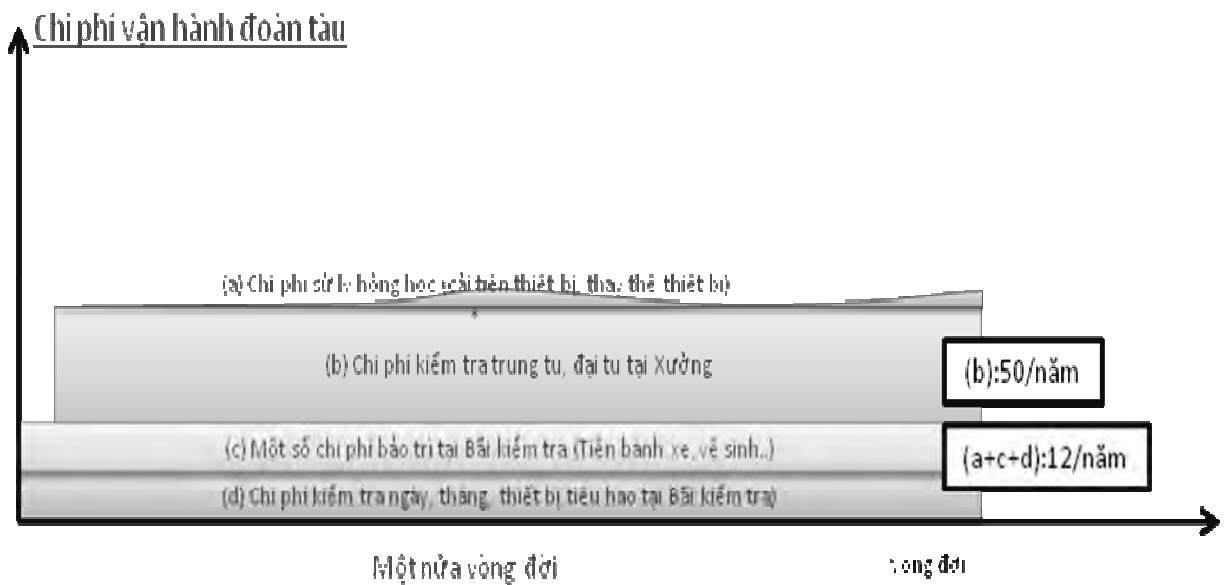 Chi phí vận hành đoàn tàu
(a) Chi phí sử lý hỏng hóc (cải tiến thiết bị, thay thế thiết bị)
(b) Chi phí kiểm tra trung tu, đại tu tại Xưởng
(b):50/năm
(c) Một số chi phí bảo trì tại Bãi kiểm tra (Tiện bánh xe, vệ sinh..)
(a+c+d):12/năm
(d) Chi phí kiểm tra ngày, tháng, thiết bị tiêu hao tại Bãi kiểm tra)
Một nửa vòng đời
vòng đời